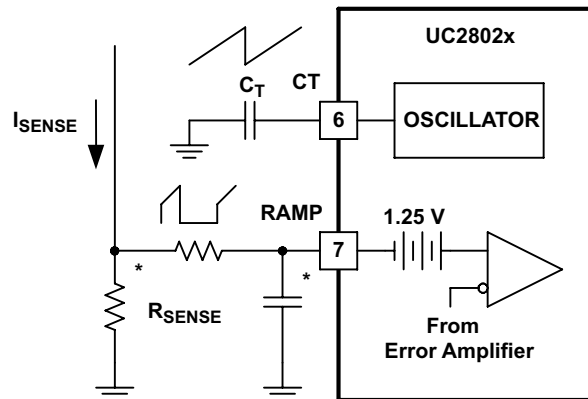 UC2802x
C_T
CT
6
OSCILLATOR
I_SENSE
RAMP
1.25 V
*
7
*
R_SENSE
From
Error Amplifier